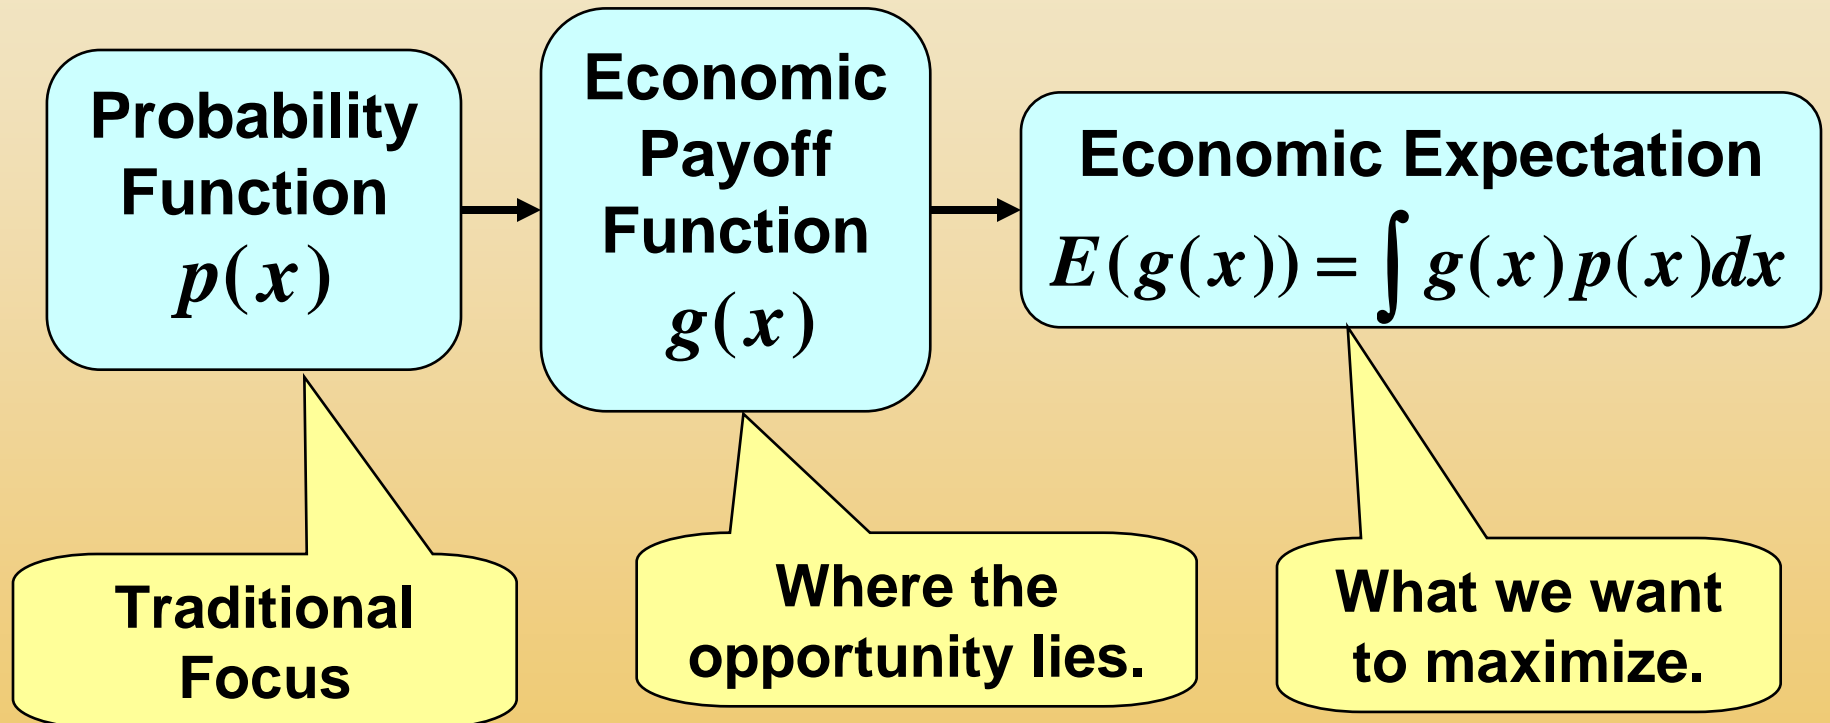 Probability
Function
p(x)
Economic
Payoff
Function
g(x)
Economic Expectation
E(g(x)) = ∫ g(x)p(x)dx
Traditional
Focus
Where the
opportunity lies.
What we want
to maximize.